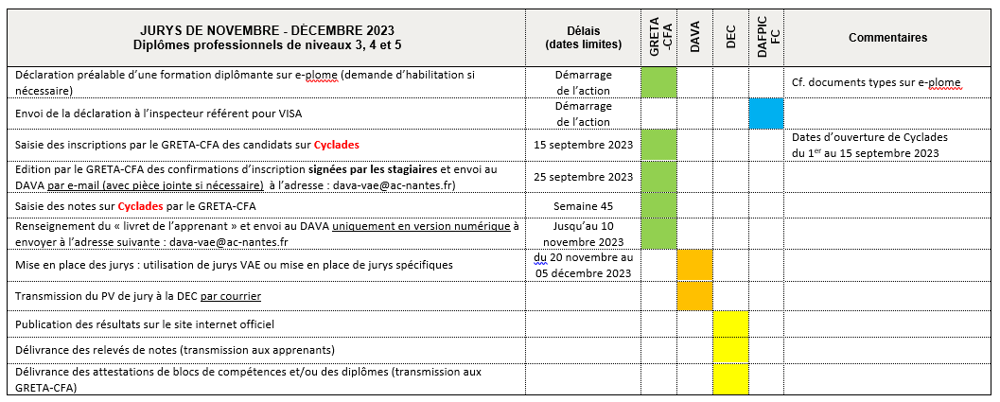 JURYS DE NOVEMBRE - DÉCEMBRE 2023
Diplômes professionnels de niveaux 3, 4 et 5
Délais
(dates limites)
GRETA
-CFA
DAVA
DEC
DAFPIC
FC
Commentaires
Déclaration préalable d'une formation diplômante sur e-plome (demande d'habilitation si
nécessaire)
Démarrage
de l'action
Cf. documents types sur e-plome
Envoi de la déclaration à l'inspecteur référent pour VISA
Démarrage
de l'action
Saisie des inscriptions par le GRETA-CFA des candidats sur Cyclades
15 septembre 2023
Dates d'ouverture de Cyclades
du 1er au 15 septembre 2023
Edition par le GRETA-CFA des confirmations d'inscription signées par les stagiaires et envoi au
DAVA par e-mail (avec pièce jointe si nécessaire) à l'adresse : dava-vae@ac-nantes.fr)
25 septembre 2023
Saisie des notes sur Cyclades par le GRETA-CFA
Semaine 45
Renseignement du « livret de l'apprenant » et envoi au DAVA uniquement en version numérique à
envoyer à l'adresse suivante : dava-vae@ac-nantes.fr
Jusqu'au 10
novembre 2023
Mise en place des jurys : utilisation de jurys VAE ou mise en place de jurys spécifiques
du 20 novembre au
05 décembre 2023
Transmission du PV de jury à la DEC par courrier
Publication des résultats sur le site internet officiel
Délivrance des relevés de notes (transmission aux apprenants)
Délivrance des attestations de blocs de compétences et/ou des diplômes (transmission aux
GRETA-CFA)